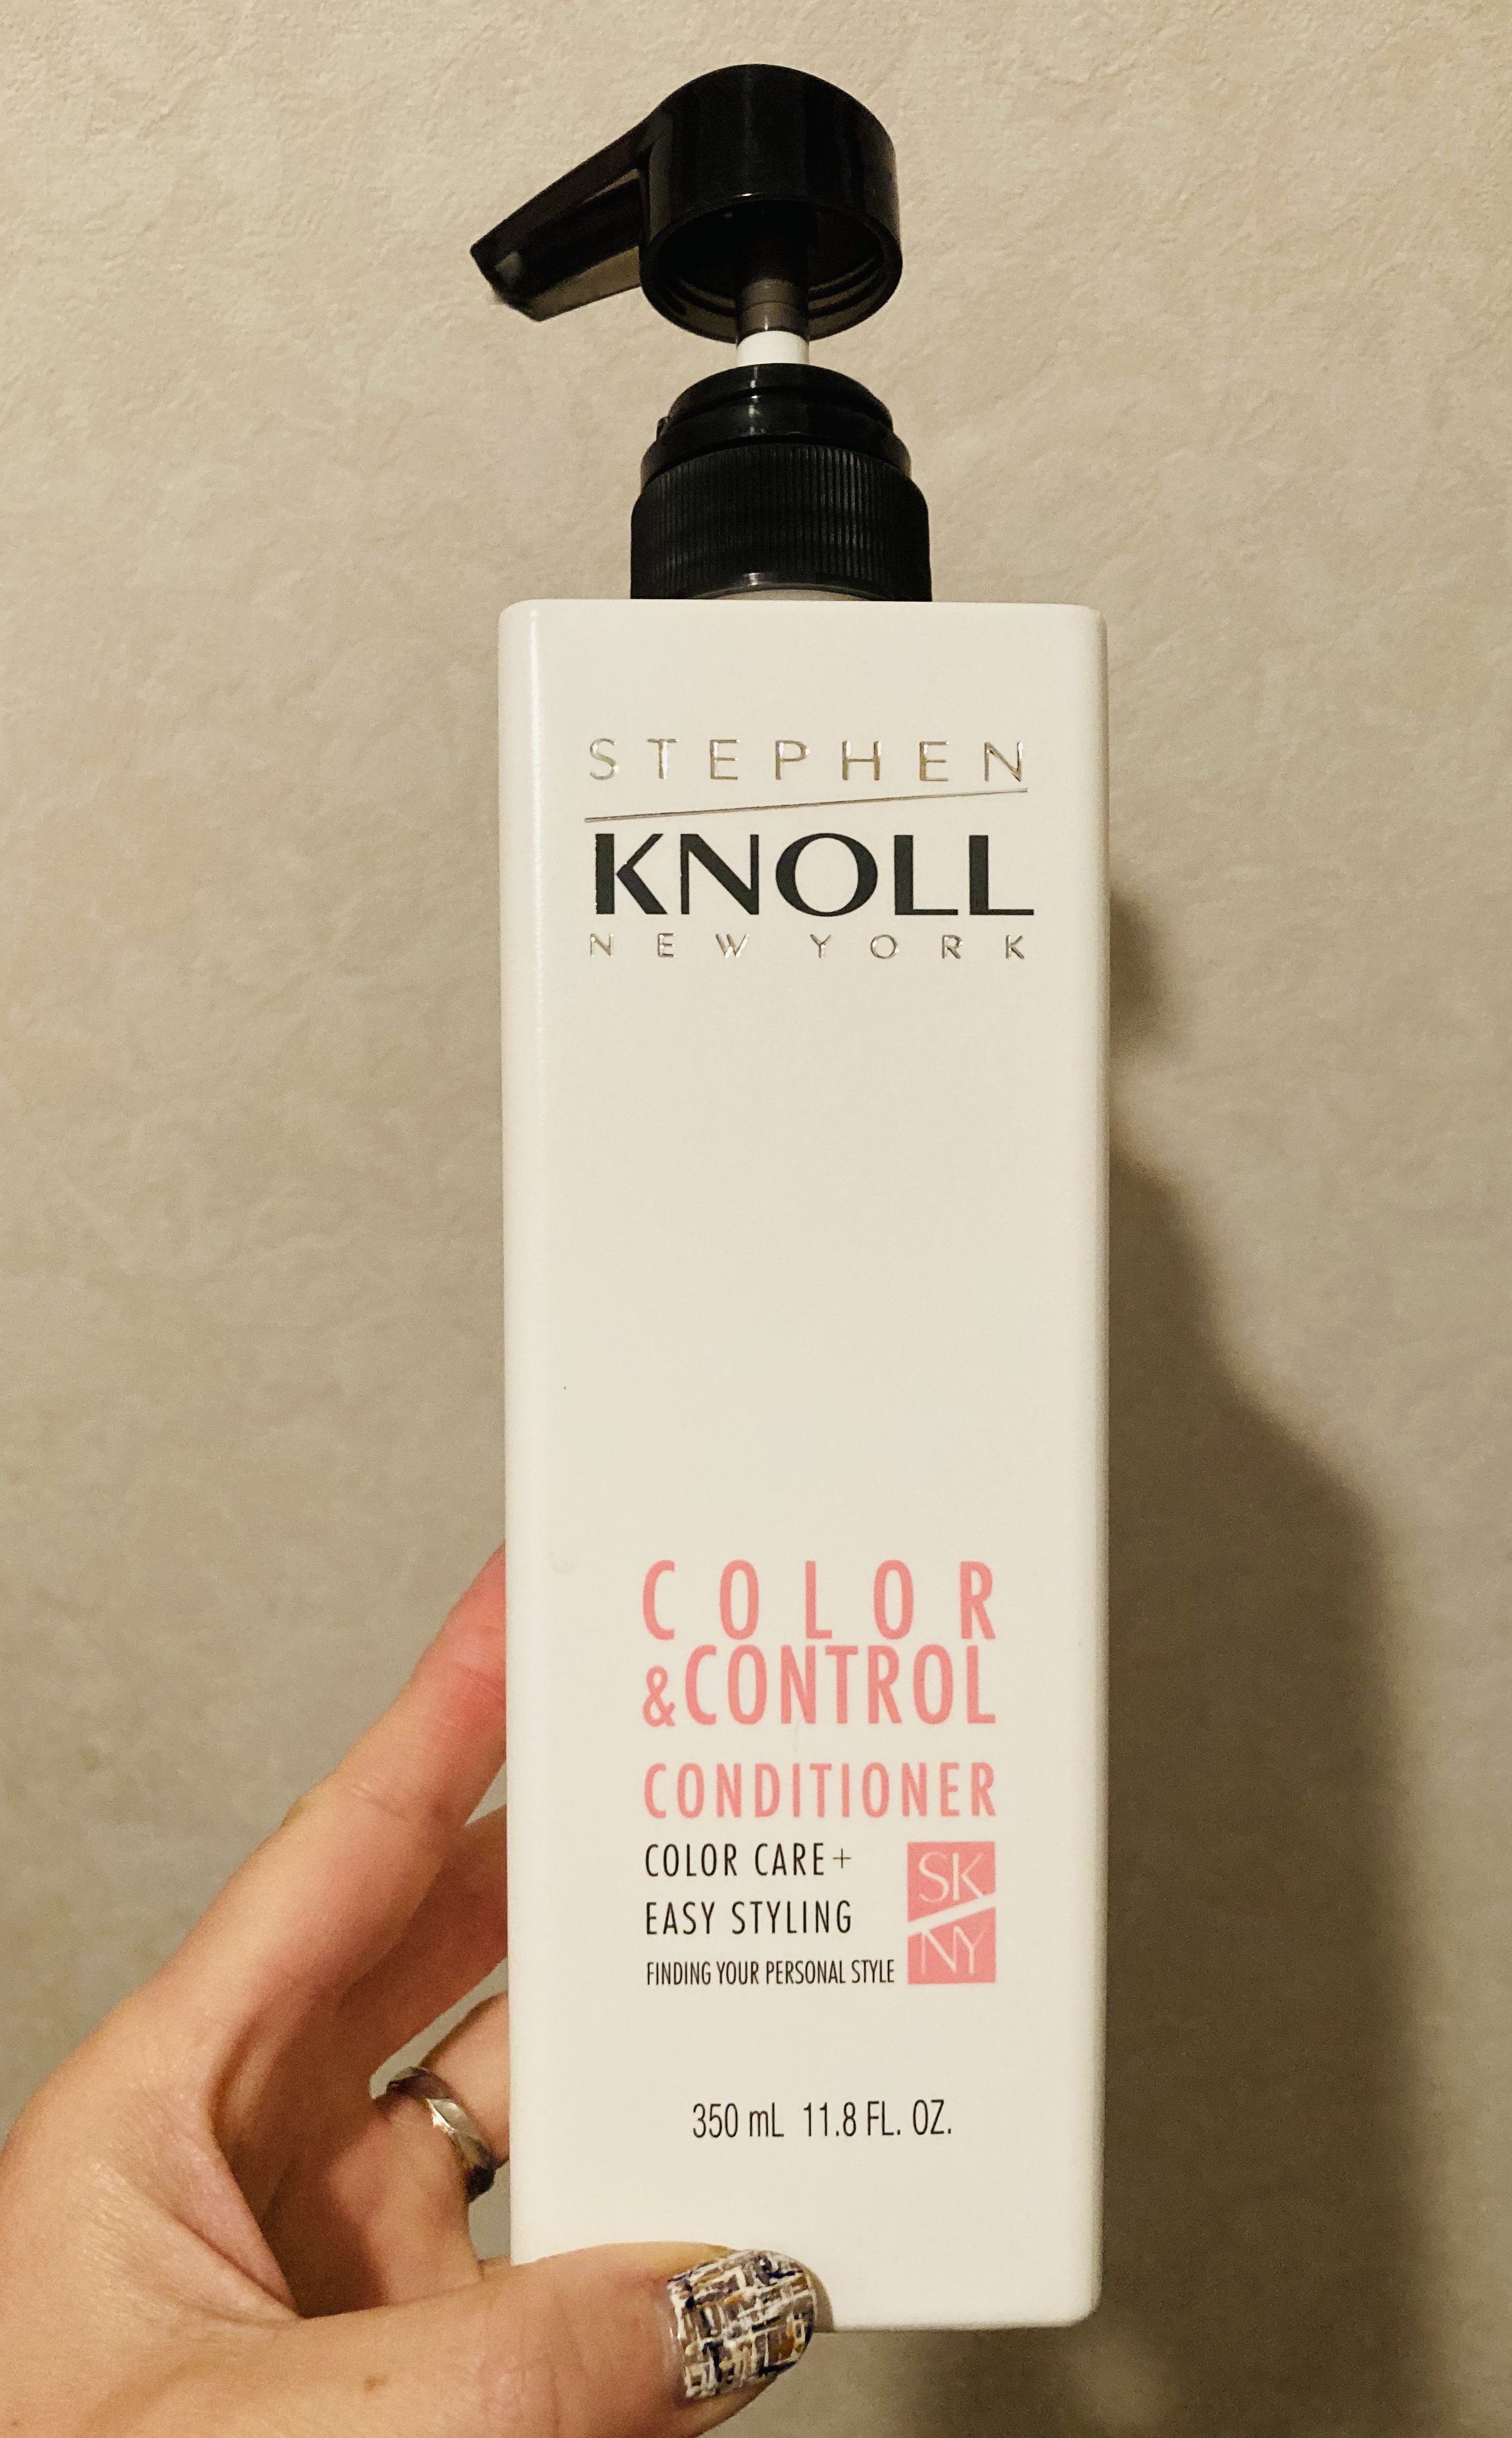 STEPHEN
KNOLL
NEW YORK
COLOR
&CONTROL
CONDITIONER
COLOR CARE+
EASY STYLING
FINDING YOUR PERSONAL STYLE
SK
NY
350 mL 11.8 FL. OZ.